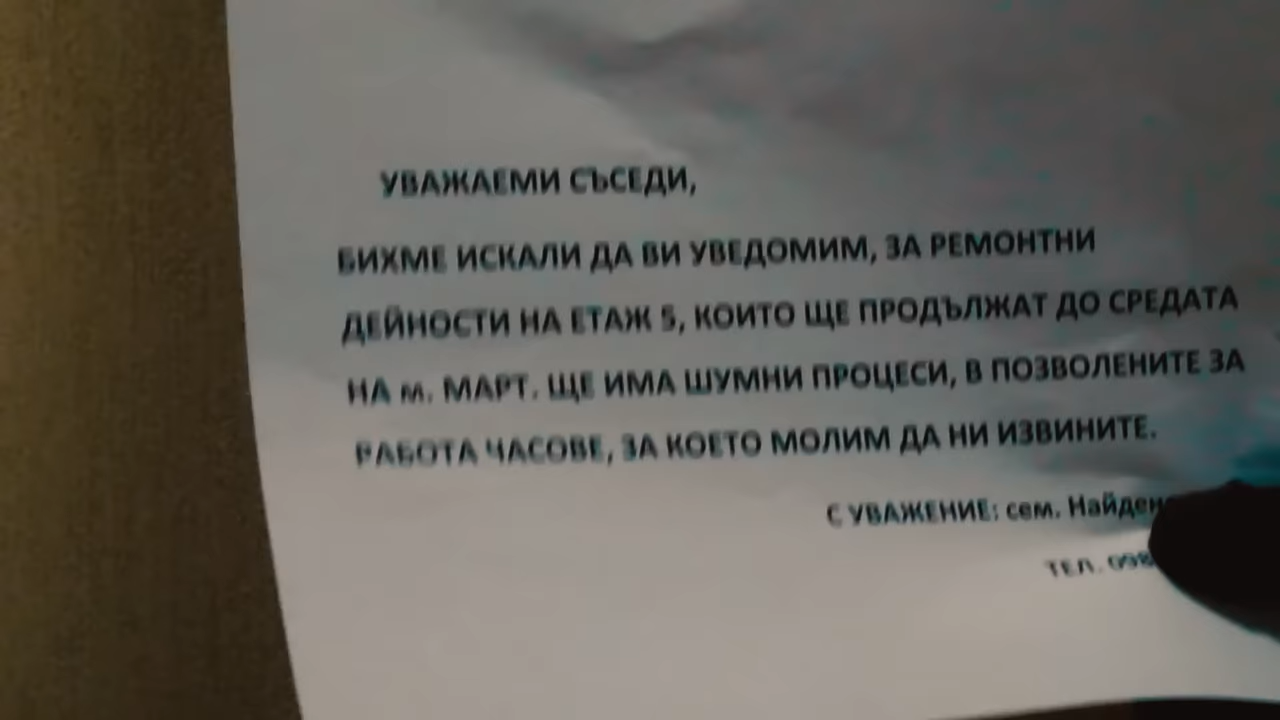 УВАЖАЕМИ СЪСЕДИ,
БИХМЕ ИСКАЛИ ДА ВИ УВЕДОМИМ, ЗА РЕМОНТНИ
ДЕЙНОСТИ НА ЕТАЖ 5, КОИТО ЩЕ ПРОДЪЛЖАТ ДО СРЕДАТА
НА м. МАРТ. ЩЕ ИМА ШУМНИ ПРОЦЕСИ, В ПОЗВОЛЕНИТЕ ЗА
РАБОТА ЧАСОВЕ, ЗА КОЕТО МОЛИМ ДА НИ ИЗВИНИТЕ.
С УВАЖЕНИЕ: сем.
ТЕЛ.